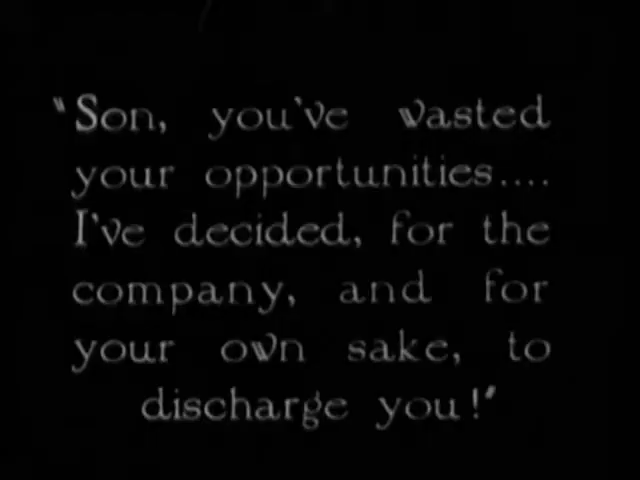 "Son, you've wasted
your opportunities....
I've decided, for the
company, and for
your own sake, to
discharge you!"